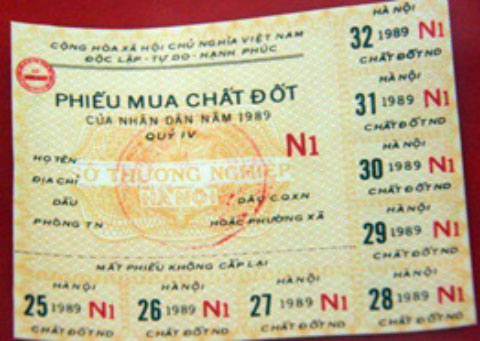 CỘNG HÒA XÃ HỘI CHỦ NGHĨA VIỆT NAM
ĐỘC LẬP - TỰ DO - HẠNH PHÚC
PHIẾU MUA CHẤT ĐỐT
CỦA NHÂN DÂN NĂM 1989
QUÝ IV
N1
HỌ TÊN
SỞ THƯƠNG NGHIỆP
ĐỊA CHỈ
HÀ NỘI
DẤU
DẤU C.Q.XN
PHÒNG TN
HOẶC PHƯỜNG XÃ
MẤT PHIẾU KHÔNG CẤP LẠI
HÀ NỘI
32 1989 N1
CHẤT ĐỐT ND
HÀ NỘI
31 1989 N1
CHẤT ĐỐT ND
HÀ NỘI
30 1989 N1
CHẤT ĐỐT ND
HÀ NỘI
29 1989 N1
CHẤT ĐỐT ND
HÀ NỘI
25 1989 N1
CHẤT ĐỐT ND
HÀ NỘI
26 1989 N1
CHẤT ĐỐT ND
HÀ NỘI
27 1989 N1
CHẤT ĐỐT ND
HÀ NỘI
28 1989 N1
CHẤT ĐỐT ND